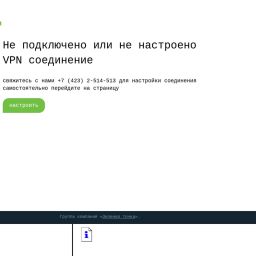 Не подключено или не настроено
VPN соединение
свяжитесь с нами +7 (423) 2-514-513 для настройки соединения
самостоятельно перейдите на страницу
настроить
Группа компаний «Зеленая точка».